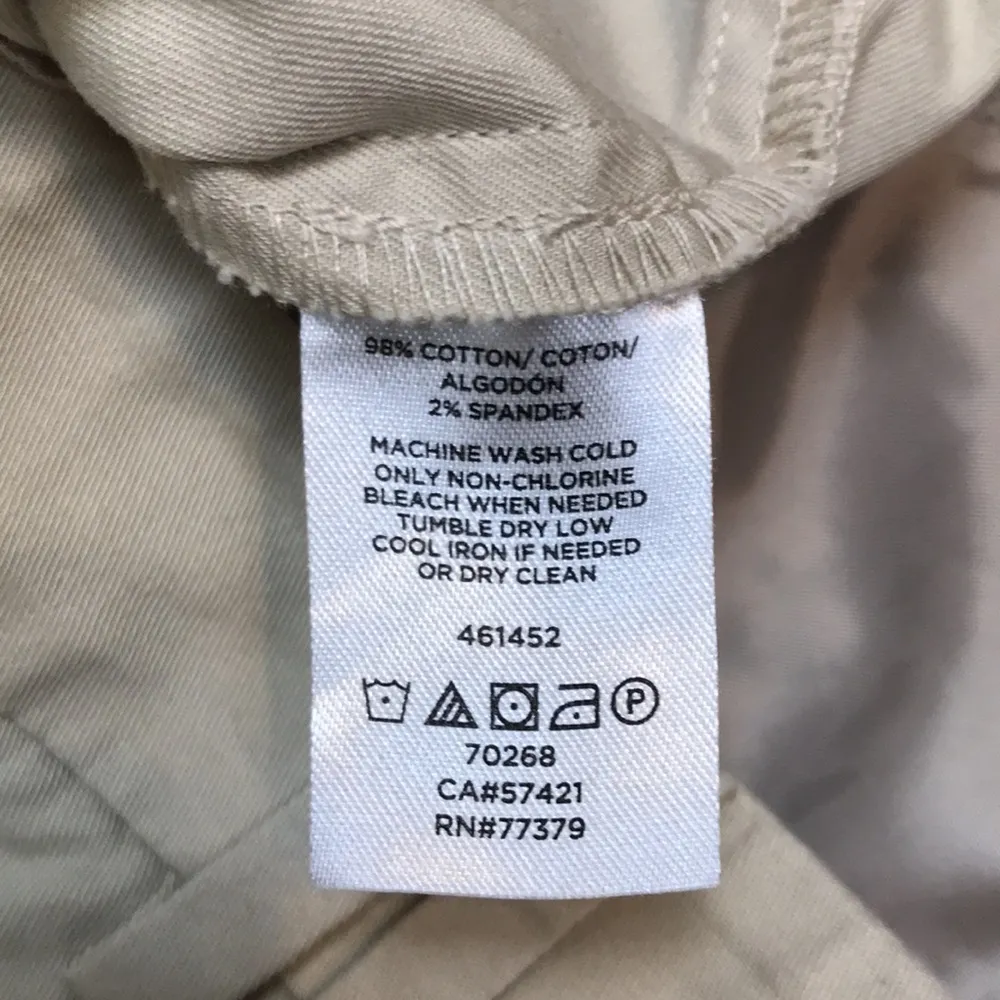 98% COTTON/ COTON/
ALGODÓN
2% SPANDEX
MACHINE WASH COLD
ONLY NON-CHLORINE
BLEACH WHEN NEEDED
TUMBLE DRY LOW
COOL IRON IF NEEDED
OR DRY CLEAN
461452
P
70268
CA#57421
RN#77379